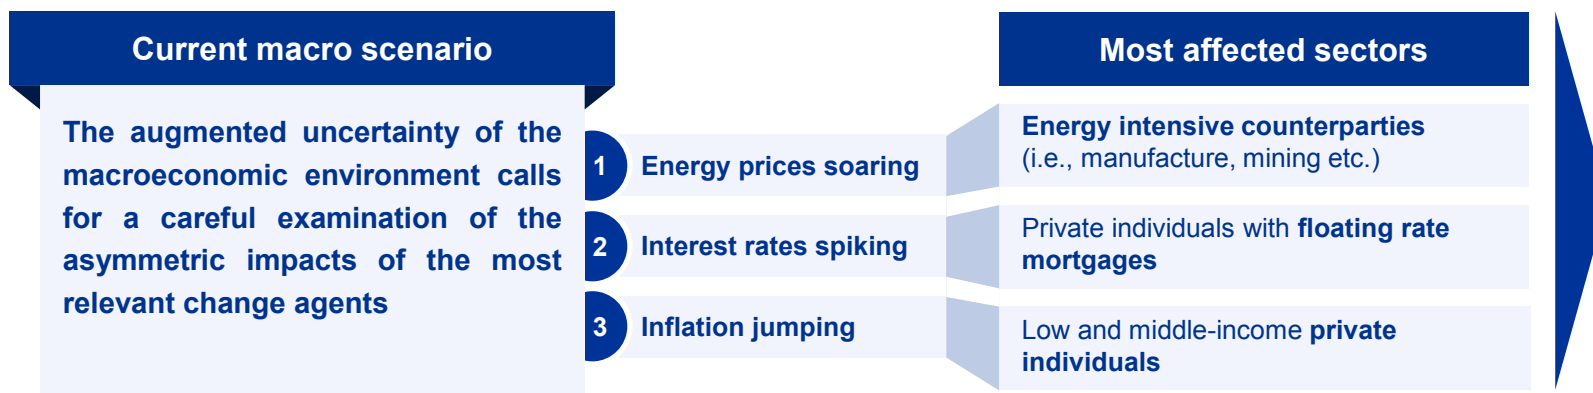 Current macro scenario
The augmented uncertainty of the
macroeconomic environment calls
for a careful examination of the
asymmetric impacts of the most
relevant change agents
1 Energy prices soaring
2 Interest rates spiking
3 Inflation jumping
Most affected sectors
Energy intensive counterparties
(i.e., manufacture, mining etc.)
Private individuals with floating rate
mortgages
Low and middle-income private
individuals